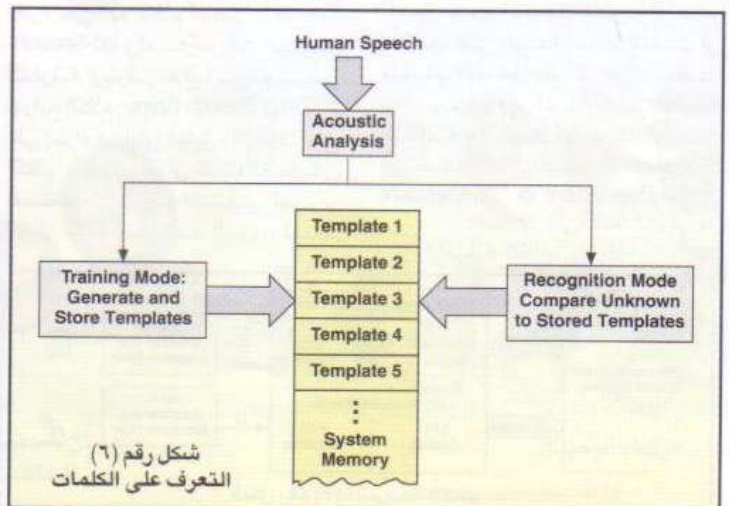 Human Speech
Acoustic
Analysis
Training Mode:
Generate and
Store Templates
Template 1
Template 2
Template 3
Template 4
Template 5
System
Memory
Recognition Mode
Compare Unknown
to Stored Templates
شكل رقم (٦)
التعرف على الكلمات